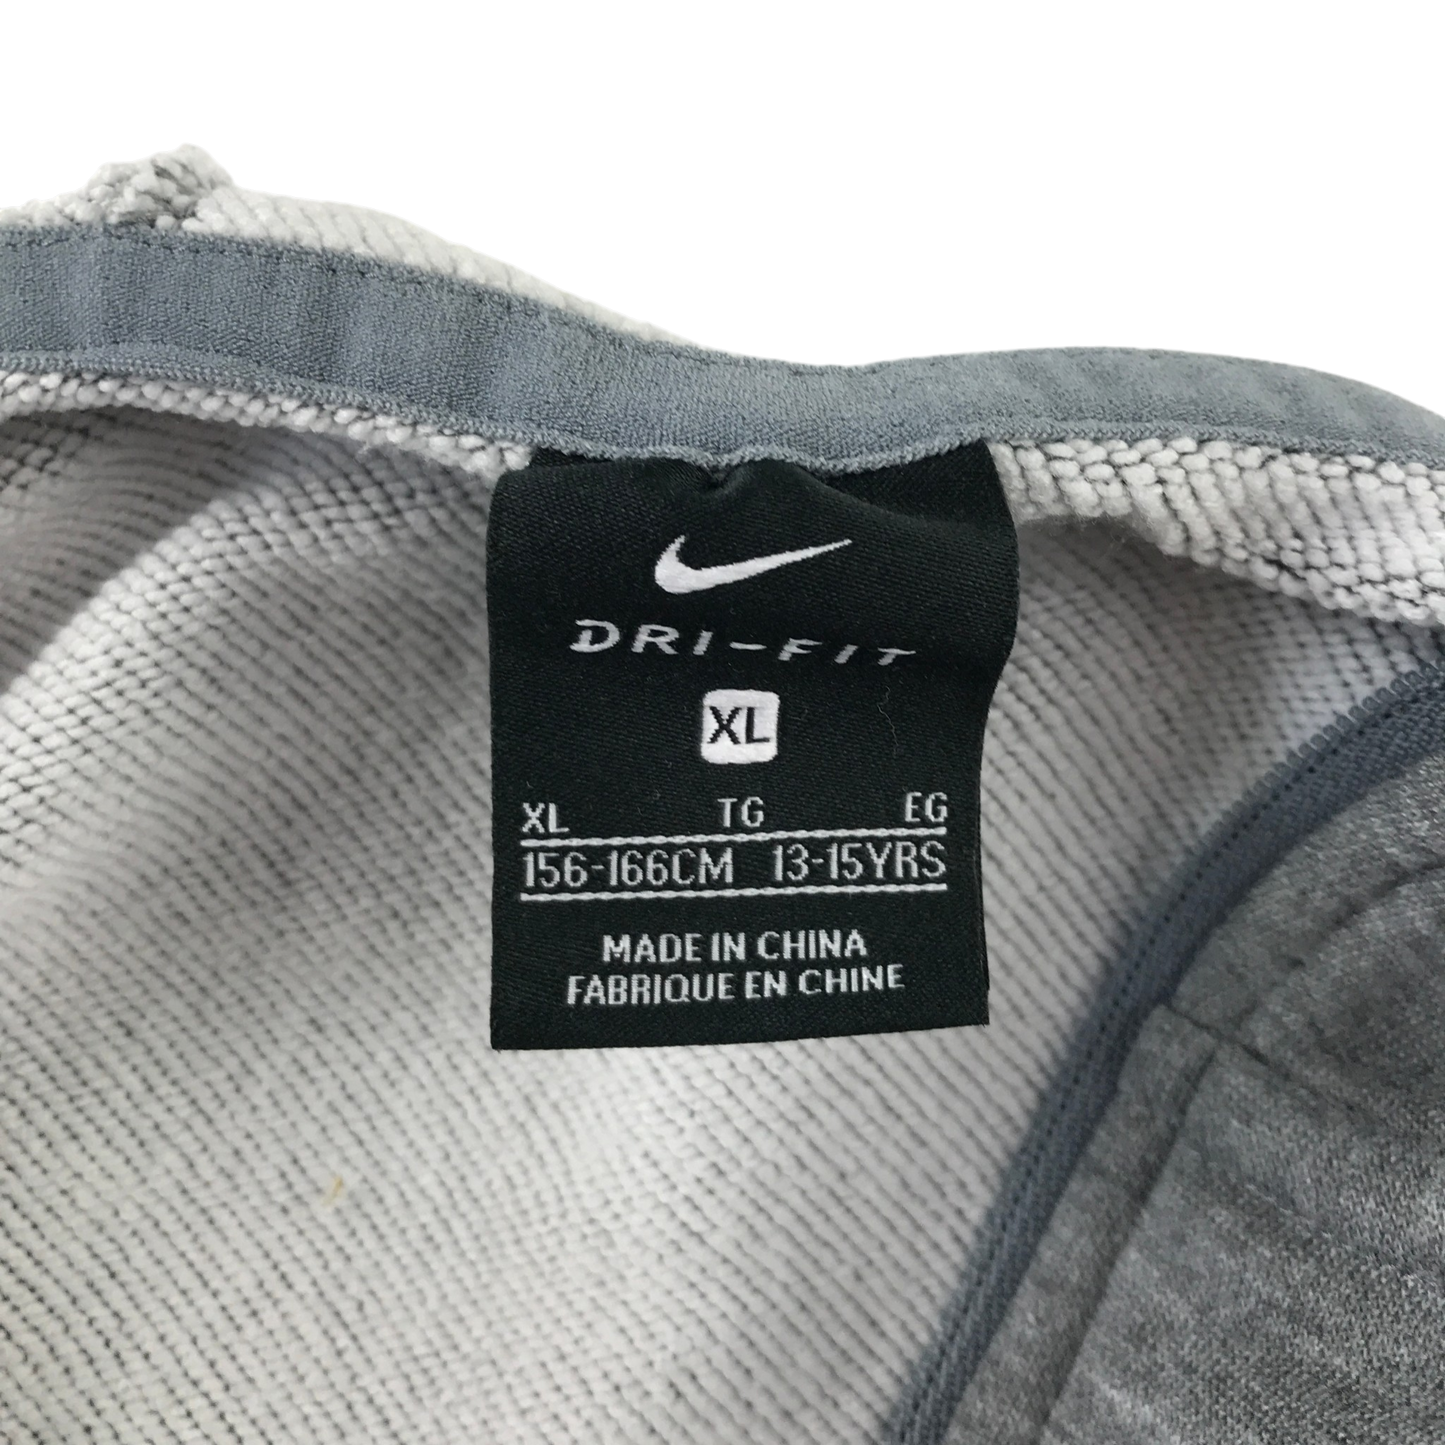 DRI-FIT
XL
XL TG EG
156-166CM 13-15YRS
MADE IN CHINA
FABRIQUE EN CHINE